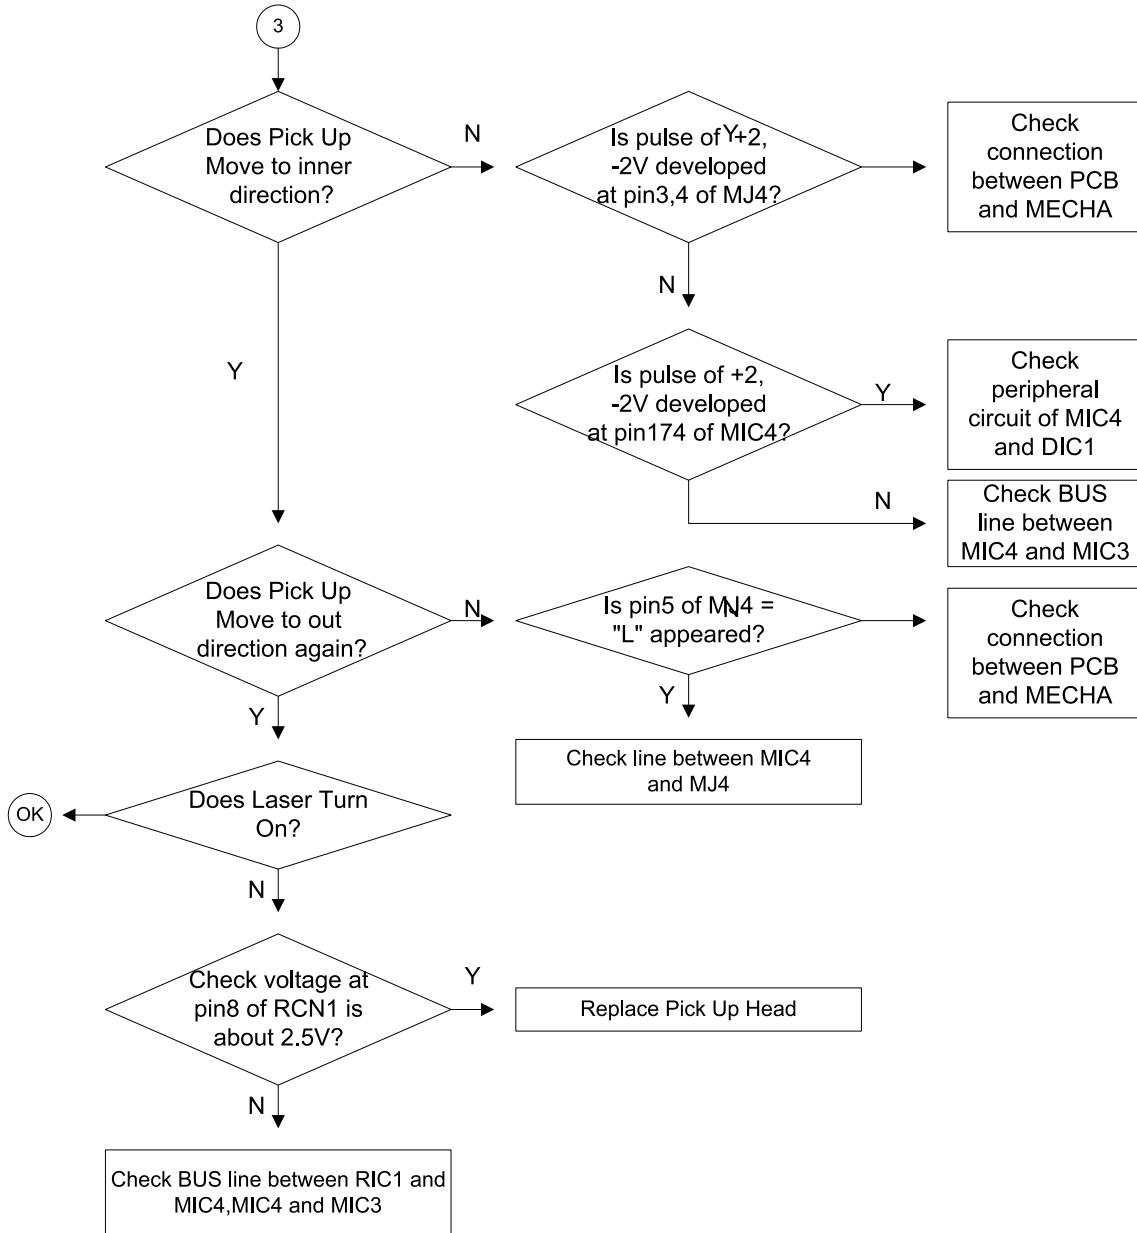 3
Does Pick Up
Move to inner
direction?
N
Is pulse of +2,
-2V developed
at pin3,4 of MJ4?
Y
Check
connection
between PCB
and MECHA
N
Y
Is pulse of +2,
-2V developed
at pin174 of MIC4?
Y
Check
peripheral
circuit of MIC4
and DIC1
N
Check BUS
line between
MIC4 and MIC3
Does Pick Up
Move to out
direction again?
N
Is pin5 of MJ4 =
"L" appeared?
N
Check
connection
between PCB
and MECHA
Y
Y
Check line between MIC4
and MJ4
OK
Does Laser Turn
On?
N
Check voltage at
pin8 of RCN1 is
about 2.5V?
Y
Replace Pick Up Head
N
Check BUS line between RIC1 and
MIC4,MIC4 and MIC3